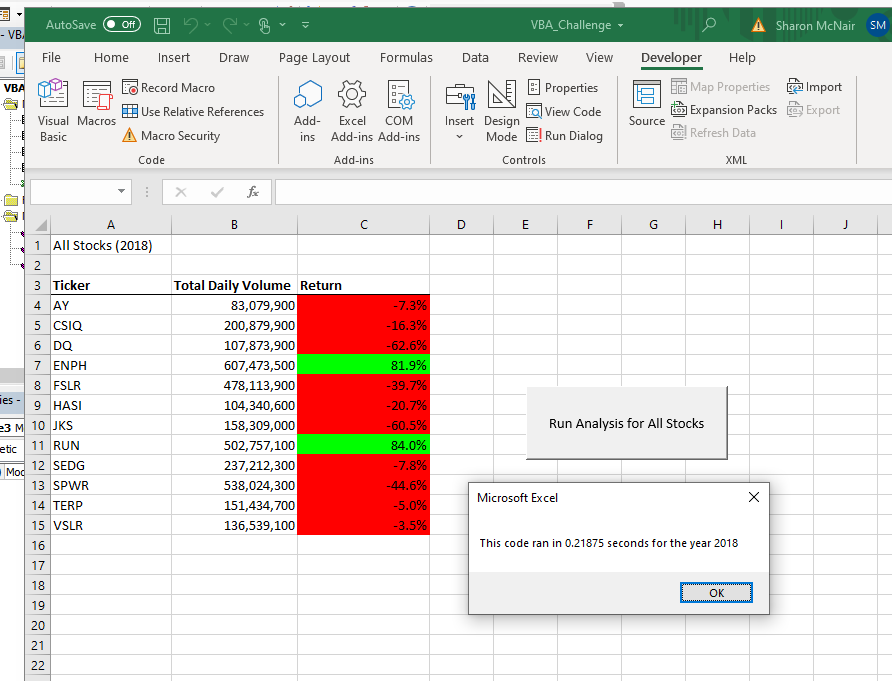 AutoSave Off VBA_Challenge Sharon McNair SM
File Home Insert Draw Page Layout Formulas Data Review View Developer Help
Visual Basic
Macros
Record Macro
Use Relative References
Macro Security
Code
Add-ins
Excel Add-ins
COM Add-ins
Add-ins
Insert
Design Mode
Properties
View Code
Run Dialog
Controls
Source
Map Properties
Expansion Packs
Refresh Data
Import
Export
XML
fx
A B C D E F G H I J
1 All Stocks (2018)
2
3 Ticker Total Daily Volume Return
4 AY 83,079,900 -7.3%
5 CSIQ 200,879,900 -16.3%
6 DQ 107,873,900 -62.6%
7 ENPH 607,473,500 81.9%
8 FSLR 478,113,900 -39.7%
9 HASI 104,340,600 -20.7%
10 JKS 158,309,000 -60.5%
11 RUN 502,757,100 84.0%
12 SEDG 237,212,300 -7.8%
13 SPWR 538,024,300 -44.6%
14 TERP 151,434,700 -5.0%
15 VSLR 136,539,100 -3.5%
16
17
18
19
20
21
22
Run Analysis for All Stocks
Microsoft Excel
This code ran in 0.21875 seconds for the year 2018
OK